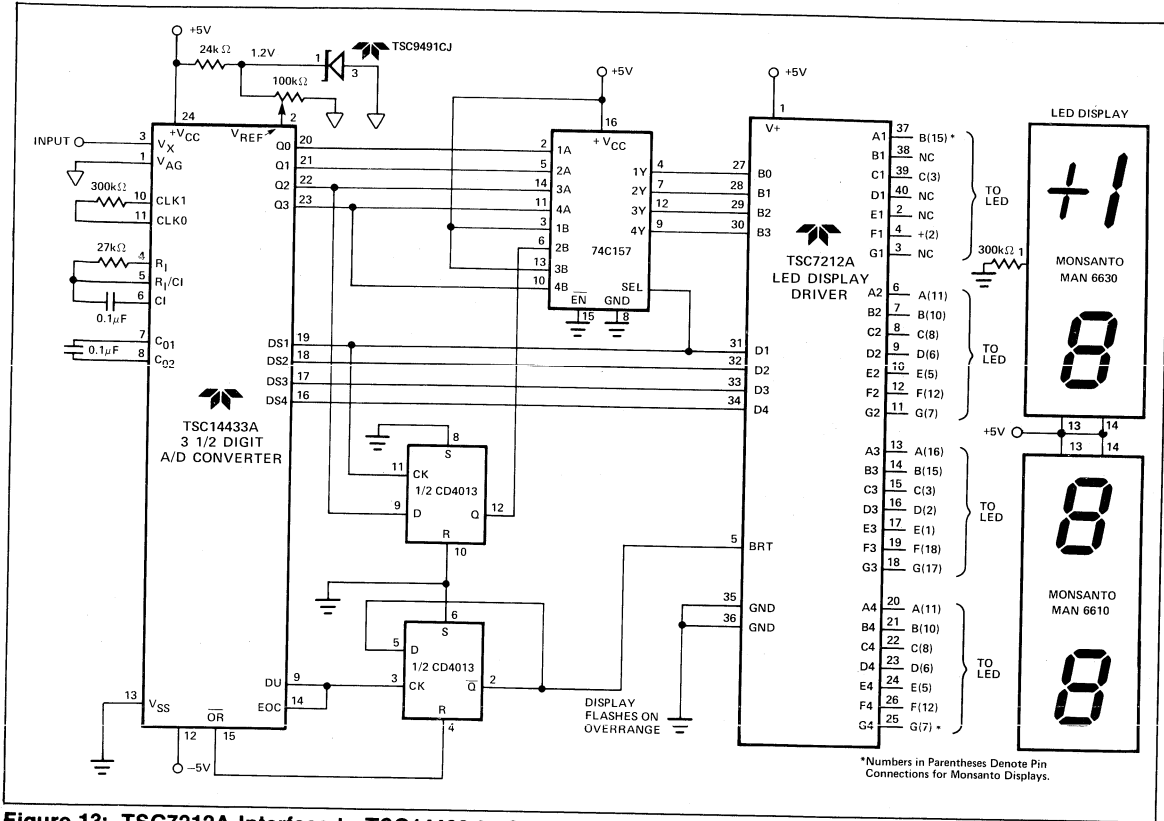 +5V
24k Ω
1.2V
1
3
TSC9491CJ
100kΩ
24
2
+VCC
VREF
INPUT
3
VX
1
VAG
300kΩ
10
CLK1
11
CLK0
27kΩ
4
RI
5
RI/CI
6
CI
0.1μF
7
C01
0.1μF
8
C02
Q0
20
Q1
21
Q2
22
Q3
23
DS1
19
DS2
18
DS3
17
DS4
16
TSC14433A
3 1/2 DIGIT
A/D CONVERTER
DU
9
EOC
14
13
VSS
OR
12
15
−5V
+5V
16
+ VCC
2
1A
5
2A
14
3A
11
4A
3
1B
6
2B
13
3B
10
4B
1Y
4
2Y
7
3Y
12
4Y
9
74C157
SEL
EN
GND
15
8
8
S
11
CK
1/2 CD4013
9
D
Q
12
R
10
6
S
5
D
1/2 CD4013
3
CK
Q
2
R
4
DISPLAY
FLASHES ON
OVERRANGE
+5V
1
V+
27
B0
28
B1
29
B2
30
B3
TSC7212A
LED DISPLAY
DRIVER
31
D1
32
D2
33
D3
34
D4
5
BRT
35
GND
36
GND
A1 37 B(15) *
B1 38 NC
C1 39 C(3)
D1 40 NC
E1 2 NC
F1 4 +(2)
G1 3 NC
TO
LED
A2 6 A(11)
B2 7 B(10)
C2 8 C(8)
D2 9 D(6)
E2 10 E(5)
F2 12 F(12)
G2 11 G(7)
TO
LED
A3 13 A(16)
B3 14 B(15)
C3 15 C(3)
D3 16 D(2)
E3 17 E(1)
F3 19 F(18)
G3 18 G(17)
TO
LED
A4 20 A(11)
B4 21 B(10)
C4 22 C(8)
D4 23 D(6)
E4 24 E(5)
F4 26 F(12)
G4 25 G(7) *
TO
LED
LED DISPLAY
+1
300kΩ
1
MONSANTO
MAN 6630
8
+5V
13
14
13
14
8
MONSANTO
MAN 6610
8
*Numbers in Parentheses Denote Pin
Connections for Monsanto Displays.
Figure 13: TSC7212A Interface